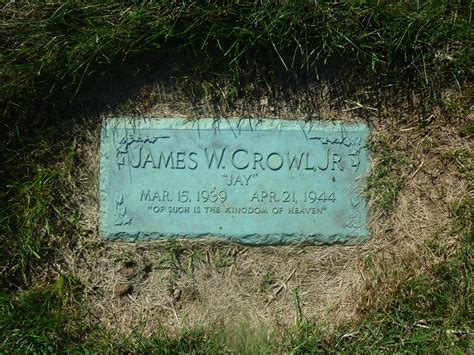 JAMES W. CROWL, JR.
"JAY"
MAR. 15, 1939 APR. 21, 1944
"OF SUCH IS THE KINGDOM OF HEAVEN"